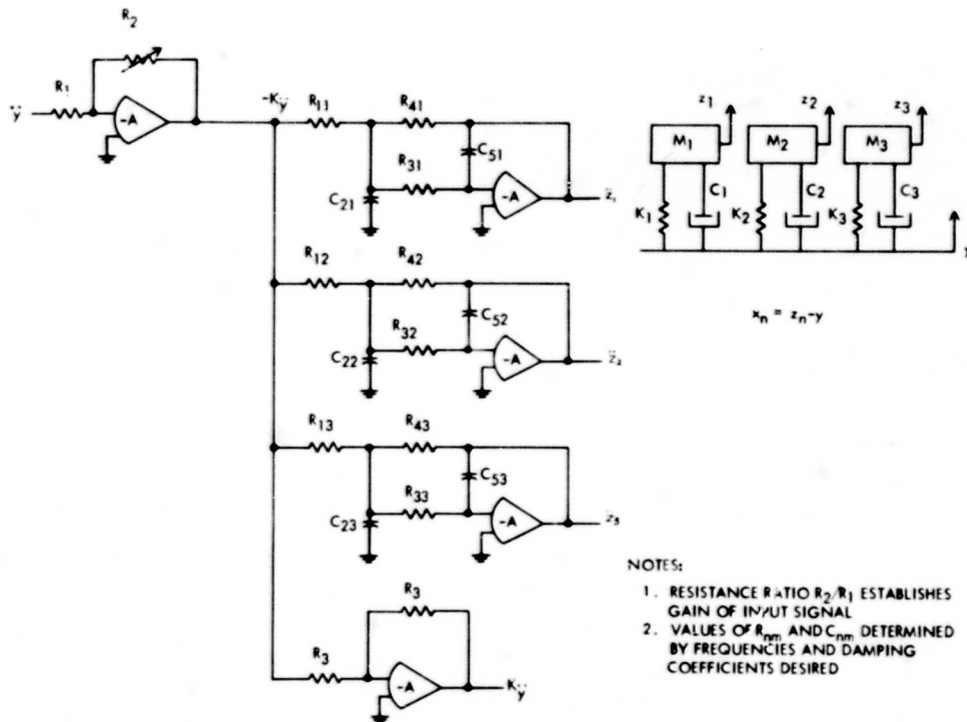 R2
R1
ÿ
-A
-Kÿ
R11
R41
C51
R31
C21
-A
z̈1
R12
R42
C52
R32
C22
-A
z̈2
R13
R43
C53
R33
C23
-A
z̈3
R3
R3
-A
Kÿ
z1 z2 z3
M1 M2 M3
C1 C2 C3
K1 K2 K3
xn = zn-y
NOTES:
1. RESISTANCE RATIO R2/R1 ESTABLISHES
GAIN OF INPUT SIGNAL
2. VALUES OF Rnm AND Cnm DETERMINED
BY FREQUENCIES AND DAMPING
COEFFICIENTS DESIRED